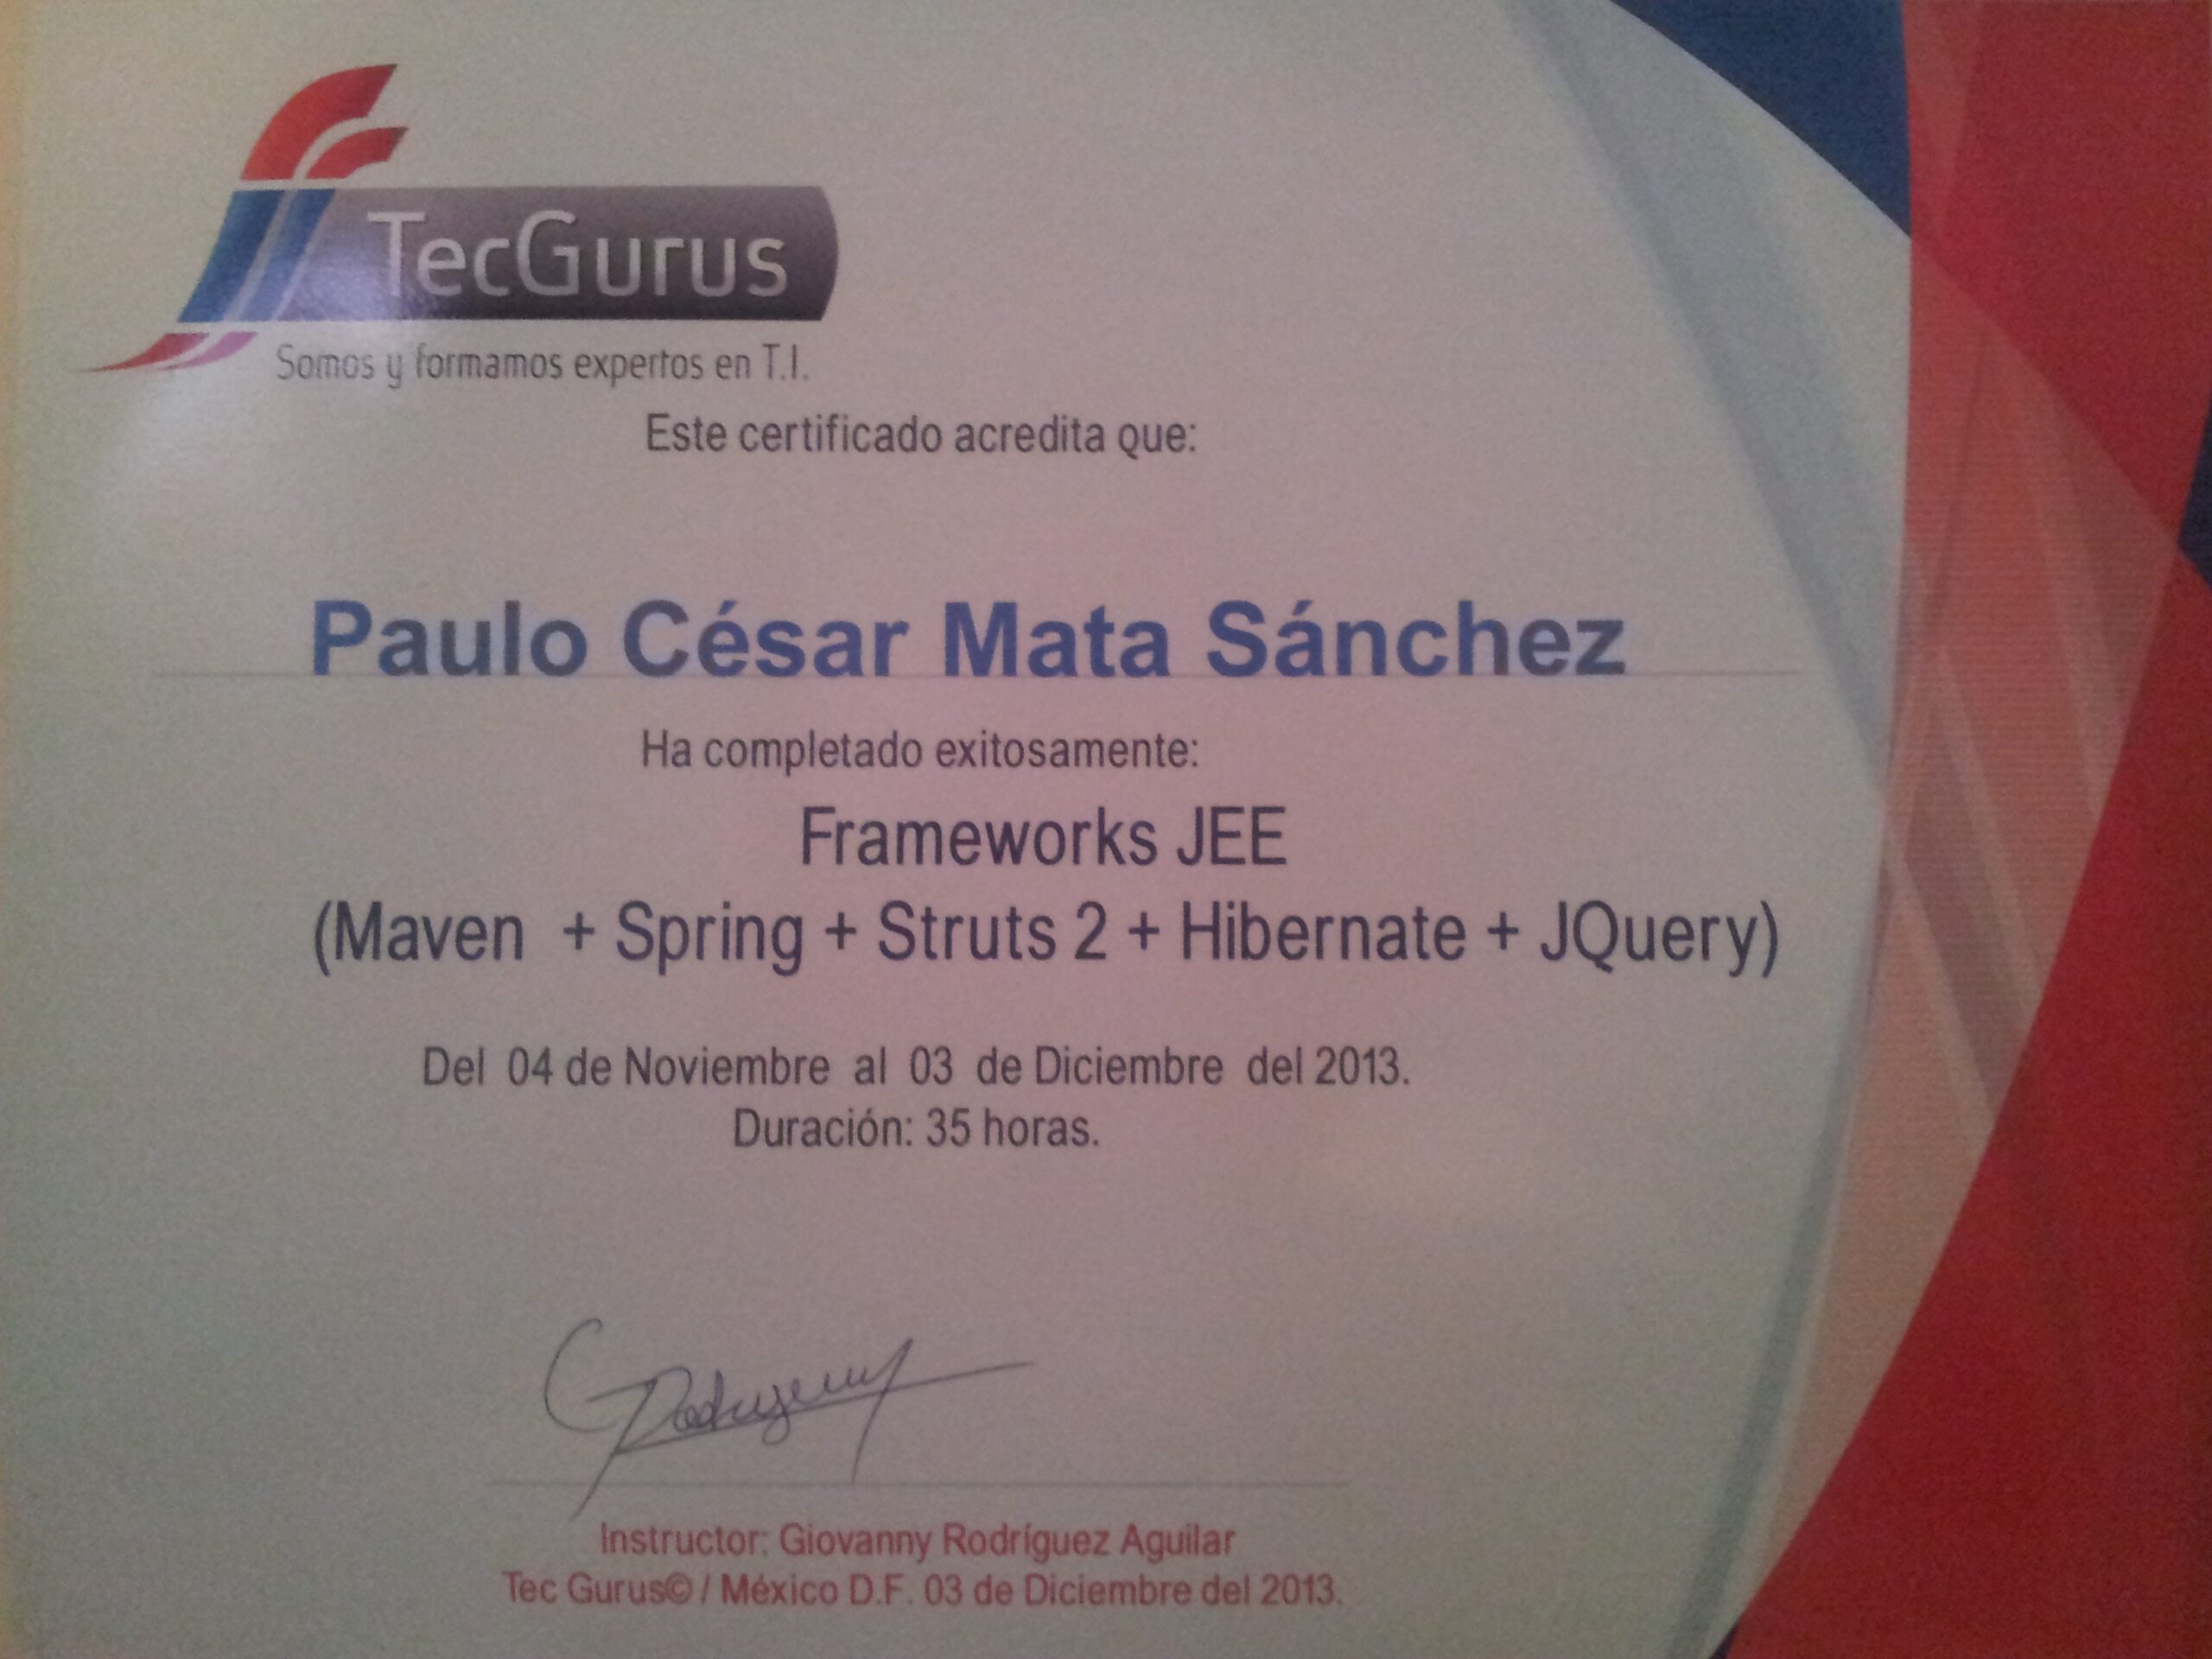 TecGurus
Somos y formamos expertos en T.I.
Este certificado acredita que:
Paulo César Mata Sánchez
Ha completado exitosamente:
Frameworks JEE
(Maven + Spring + Struts 2 + Hibernate + JQuery)
Del 04 de Noviembre al 03 de Diciembre del 2013.
Duración: 35 horas.
Instructor: Giovanny Rodríguez Aguilar
Tec Gurus© / México D.F. 03 de Diciembre del 2013.